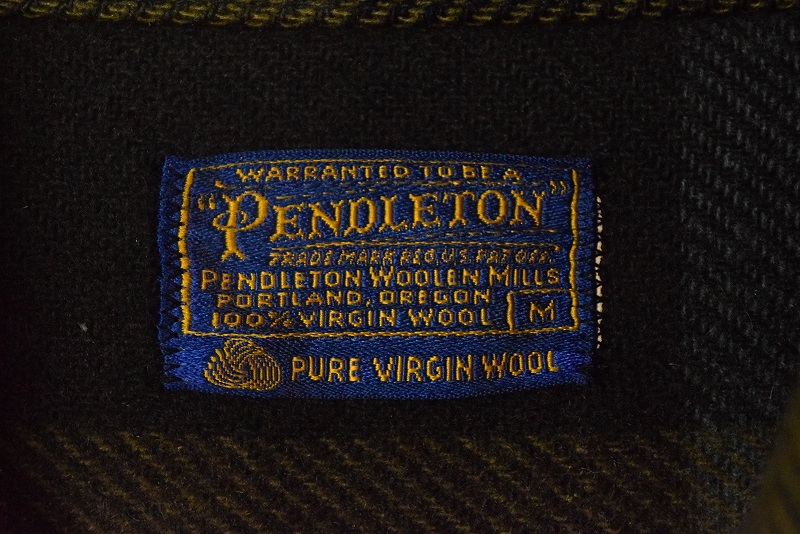 WARRANTED TO BE A
"PENDLETON"
TRADE MARK REG. U.S. PAT. OFF.
PENDLETON WOOLEN MILLS
PORTLAND, OREGON
100% VIRGIN WOOL M
PURE VIRGIN WOOL